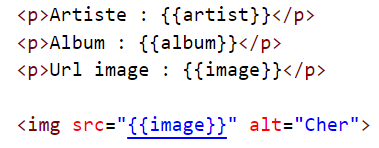 <p>Artiste : {{artist}}</p>
<p>Album : {{album}}</p>
<p>Url image : {{image}}</p>
<img src="{{image}}" alt="Cher">